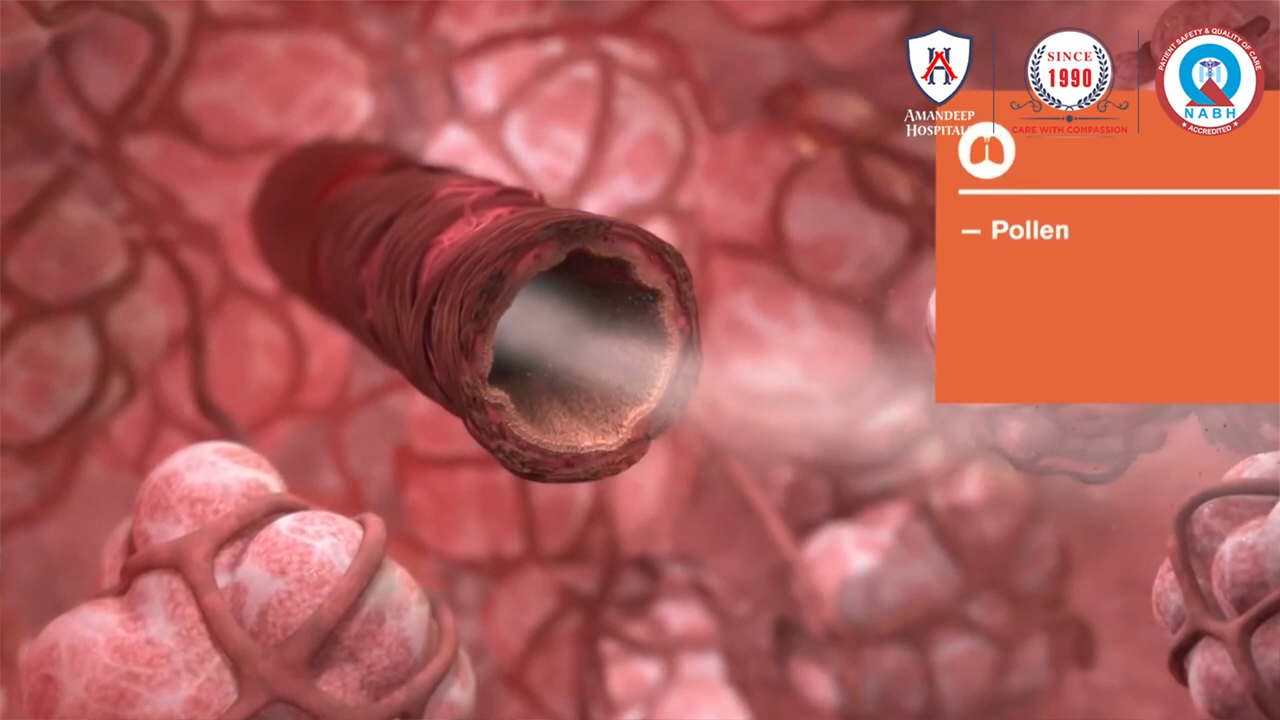 AMANDEEP
HOSPITALS
SINCE
1990
CARE WITH COMPASSION
PATIENT SAFETY & QUALITY OF CARE
NABH
ACCREDITED
– Pollen